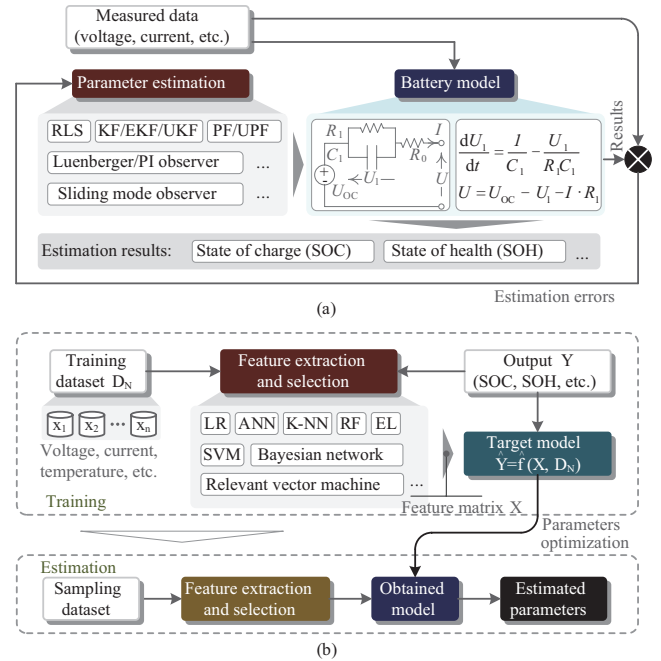 Measured data
(voltage, current, etc.)
Parameter estimation
Battery model
RLS
KF/EKF/UKF
PF/UPF
Luenberger/PI observer
...
Sliding mode observer
...
R₁
C₁
I
R₀
U₁
U_OC
U
+
−
dU₁/dt = I/C₁ − U₁/(R₁C₁)
U = U_OC − U₁ − I · R₁
Results
Estimation results:
State of charge (SOC)
State of health (SOH)
...
Estimation errors
(a)
Training
dataset D_N
Feature extraction
and selection
Output Y
(SOC, SOH, etc.)
x₁
x₂
...
xₙ
Voltage, current,
temperature, etc.
LR
ANN
K-NN
RF
EL
SVM
Bayesian network
Relevant vector machine
...
Target model
Ŷ=f̂(X, D_N)
Feature matrix X
Training
Parameters
optimization
Estimation
Sampling
dataset
Feature extraction
and selection
Obtained
model
Estimated
parameters
(b)